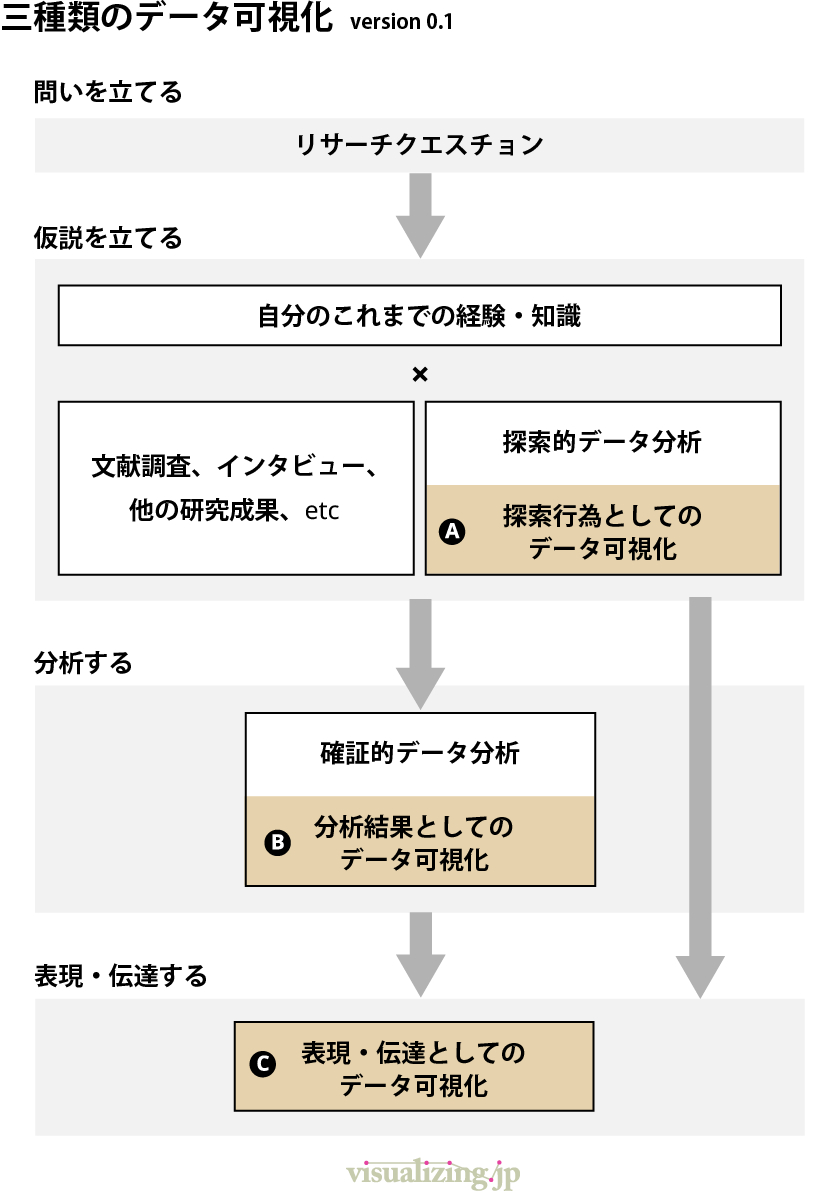 三種類のデータ可視化 version 0.1
問いを立てる
リサーチクエスチョン
仮説を立てる
自分のこれまでの経験・知識
×
文献調査、インタビュー、
他の研究成果、etc
探索的データ分析
A 探索行為としての
データ可視化
分析する
確証的データ分析
B 分析結果としての
データ可視化
表現・伝達する
C 表現・伝達としての
データ可視化
visualizing.jp